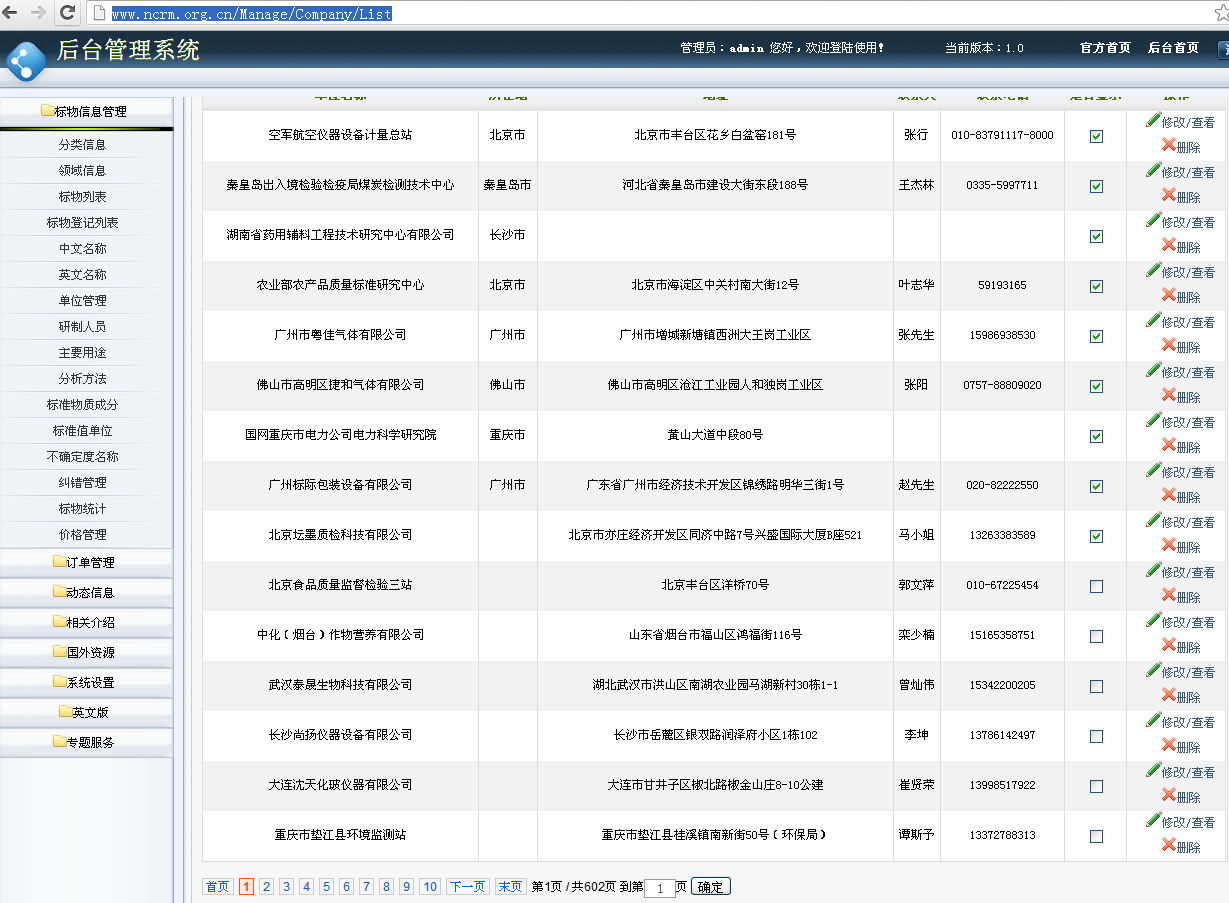 www.ncrm.org.cn/Manage/Company/List
后台管理系统
管理员：admin 您好，欢迎登陆使用！ 当前版本：1.0 官方首页 后台首页
标物信息管理
分类信息
领域信息
标物列表
标物登记列表
中文名称
英文名称
单位管理
研制人员
主要用途
分析方法
标准物质成分
标准值单位
不确定度名称
纠错管理
标物统计
价格管理
订单管理
动态信息
相关介绍
国外资源
系统设置
英文版
专题服务
空军航空仪器设备计量总站 北京市 北京市丰台区花乡白盆窑181号 张行 010-83791117-8000 修改/查看
删除
秦皇岛出入境检验检疫局煤炭检测技术中心 秦皇岛市 河北省秦皇岛市建设大街东段188号 王杰林 0335-5997711 修改/查看
删除
湖南省药用辅料工程技术研究中心有限公司 长沙市 修改/查看
删除
农业部农产品质量标准研究中心 北京市 北京市海淀区中关村南大街12号 叶志华 59193165 修改/查看
删除
广州市粤佳气体有限公司 广州市 广州市增城新塘镇西洲大王岗工业区 张先生 15986938530 修改/查看
删除
佛山市高明区捷和气体有限公司 佛山市 佛山市高明区沧江工业园人和独岗工业区 张阳 0757-88809020 修改/查看
删除
国网重庆市电力公司电力科学研究院 重庆市 黄山大道中段80号 修改/查看
删除
广州标际包装设备有限公司 广州市 广东省广州市经济技术开发区锦绣路明华三街1号 赵先生 020-82222550 修改/查看
删除
北京坛墨质检科技有限公司 北京市亦庄经济开发区同济中路7号兴盛国际大厦B座521 马小姐 13263383589 修改/查看
删除
北京食品质量监督检验三站 北京丰台区洋桥70号 郭文萍 010-67225454 修改/查看
删除
中化（烟台）作物营养有限公司 山东省烟台市福山区鸿福街116号 栾少楠 15165358751 修改/查看
删除
武汉泰晟生物科技有限公司 湖北武汉市洪山区南湖农业园马湖新村30栋1-1 曾灿伟 15342200205 修改/查看
删除
长沙尚扬仪器设备有限公司 长沙市岳麓区银双路润泽府小区1栋102 李坤 13786142497 修改/查看
删除
大连沈天化玻仪器有限公司 大连市甘井子区椒北路椒金山庄8-10公建 崔贤荣 13998517922 修改/查看
删除
重庆市垫江县环境监测站 重庆市垫江县桂溪镇南新街50号（环保局） 谭斯予 13372788313 修改/查看
删除
首页 1 2 3 4 5 6 7 8 9 10 下一页 末页 第1页 / 共602页 到第 1 页 确定